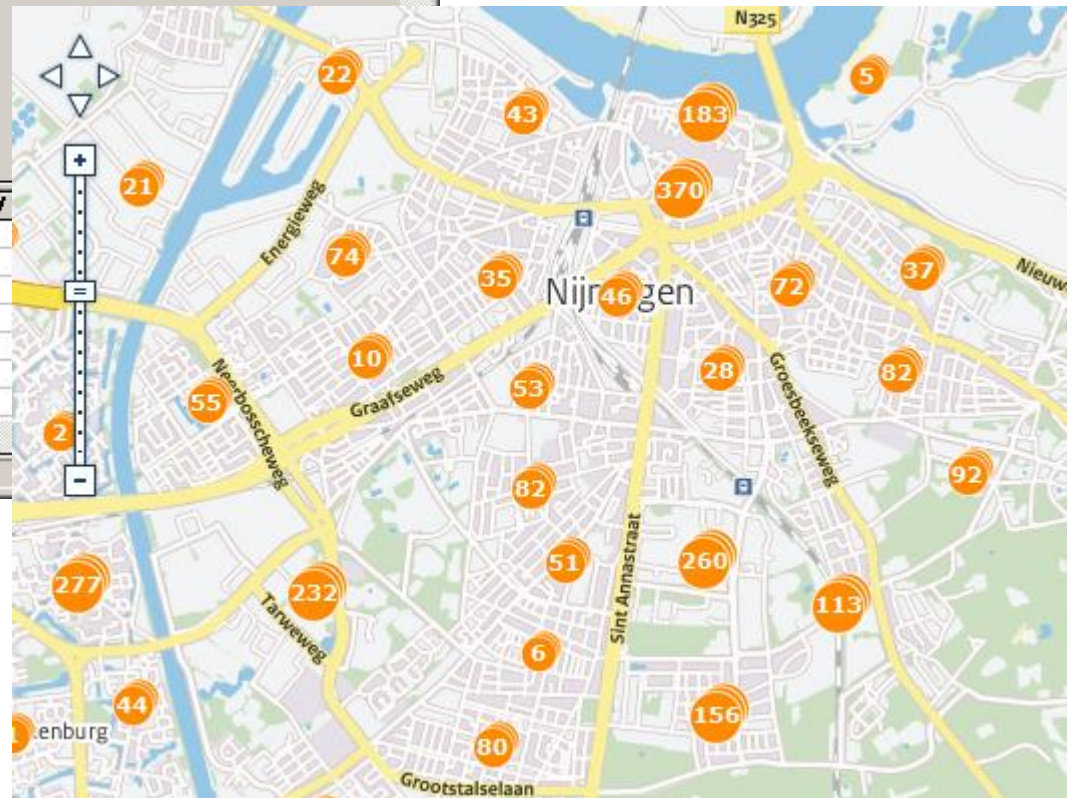 N325
22
5
43
183
+
21
370
Energieweg
74
35
37
Nieuw
72
Nijmegen
46
=
10
Neerbosscheweg
Graafseweg
53
28
Groesbeekseweg
82
55
2
92
−
82
51
260
Sint Annastraat
277
232
113
Tarweweg
6
44
156
enburg
80
Grootstalselaan